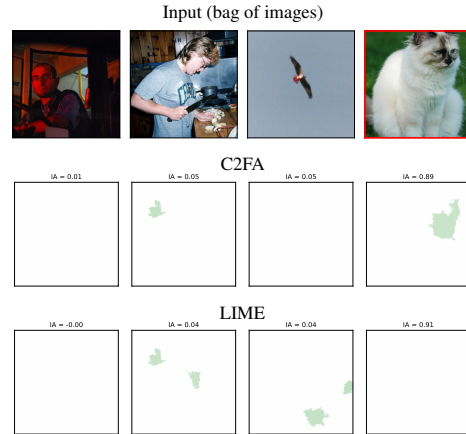 Input (bag of images)
C2FA
IA = 0.01 IA = 0.05 IA = 0.05 IA = 0.89
LIME
IA = -0.00 IA = 0.04 IA = 0.04 IA = 0.91